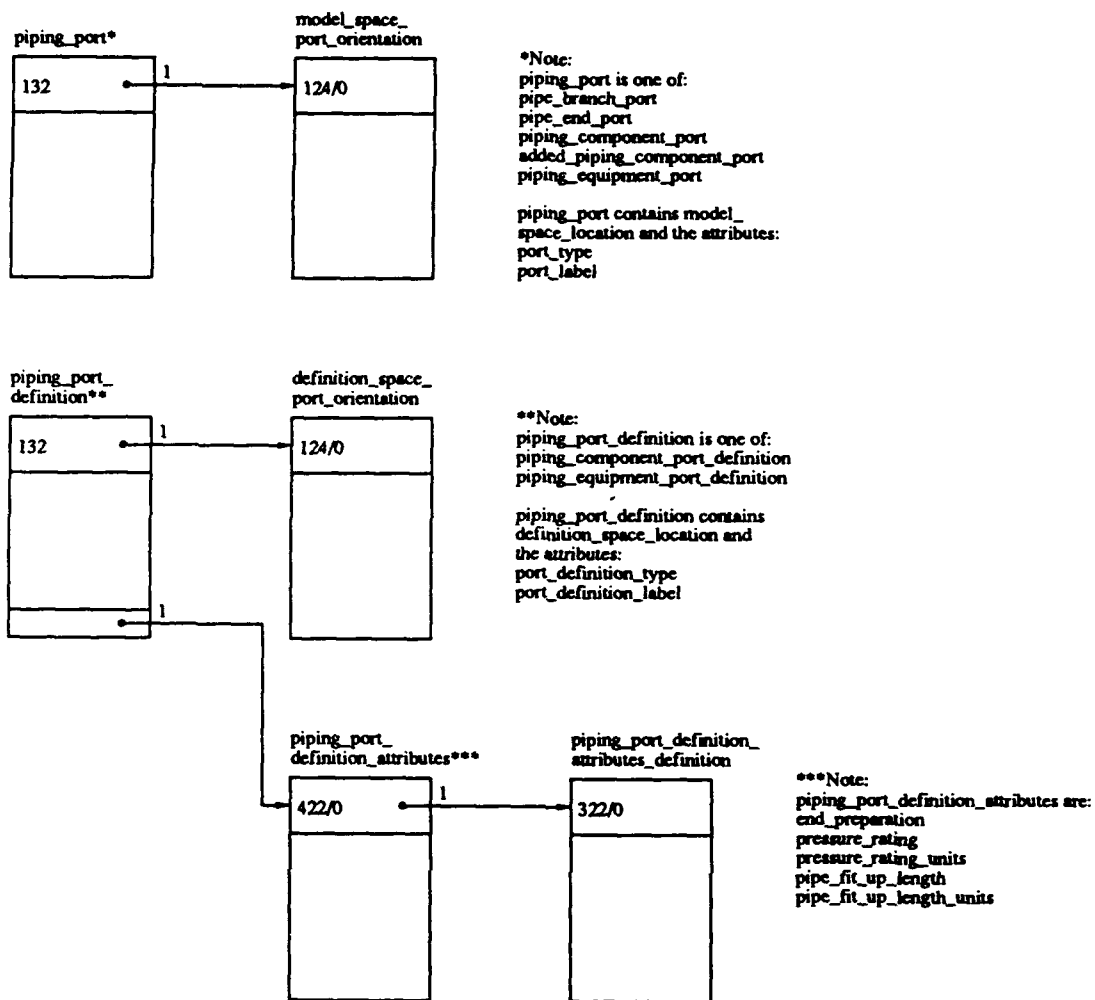 piping_port*
model_space_
port_orientation
132
1
124/0
*Note:
piping_port is one of:
pipe_branch_port
pipe_end_port
piping_component_port
added_piping_component_port
piping_equipment_port
piping_port contains model_
space_location and the attributes:
port_type
port_label
piping_port_
definition**
definition_space_
port_orientation
132
1
124/0
1
**Note:
piping_port_definition is one of:
piping_component_port_definition
piping_equipment_port_definition
piping_port_definition contains
definition_space_location and
the attributes:
port_definition_type
port_definition_label
piping_port_
definition_attributes***
piping_port_definition_
attributes_definition
422/0
1
322/0
***Note:
piping_port_definition_attributes are:
end_preparation
pressure_rating
pressure_rating_units
pipe_fit_up_length
pipe_fit_up_length_units